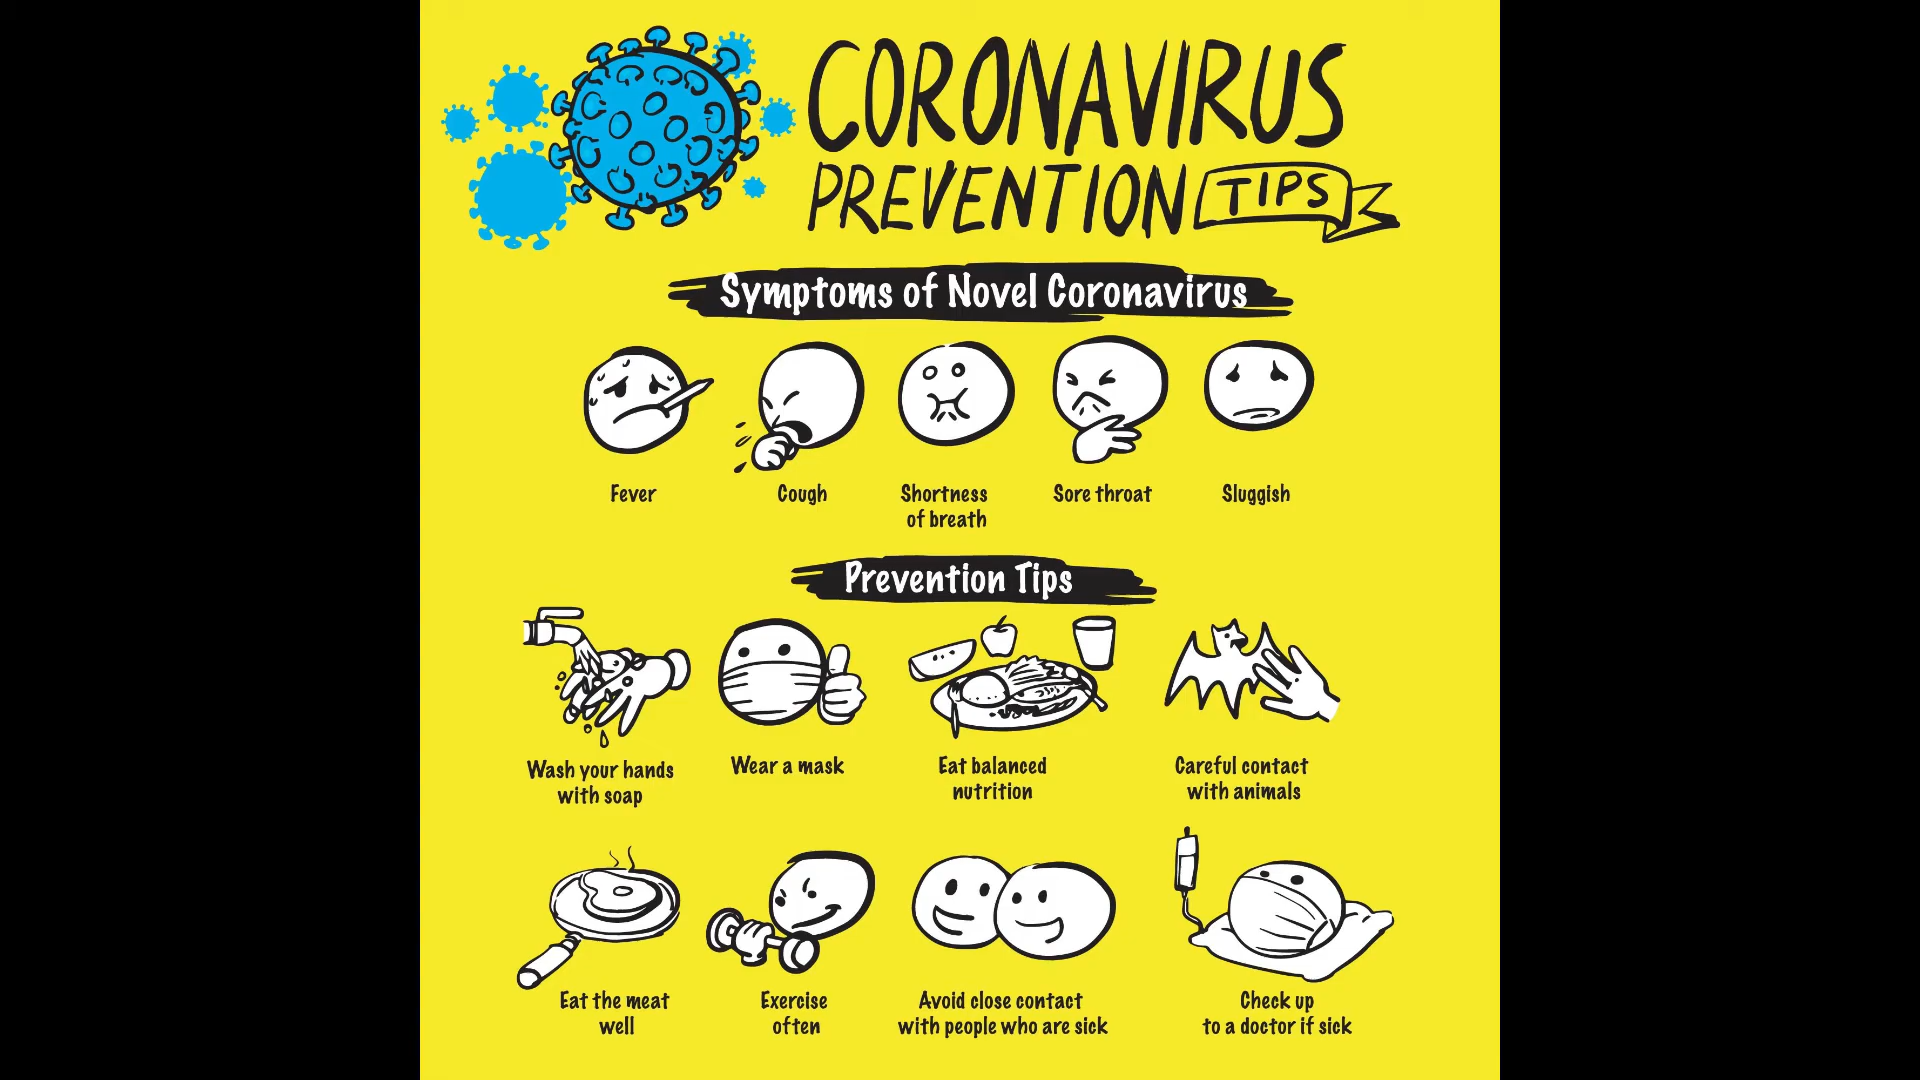 CORONAVIRUS
PREVENTION TIPS
Symptoms of Novel Coronavirus
Fever
Cough
Shortness
of breath
Sore throat
Sluggish
Prevention Tips
Wash your hands
with soap
Wear a mask
Eat balanced
nutrition
Careful contact
with animals
Eat the meat
well
Exercise
often
Avoid close contact
with people who are sick
Check up
to a doctor if sick